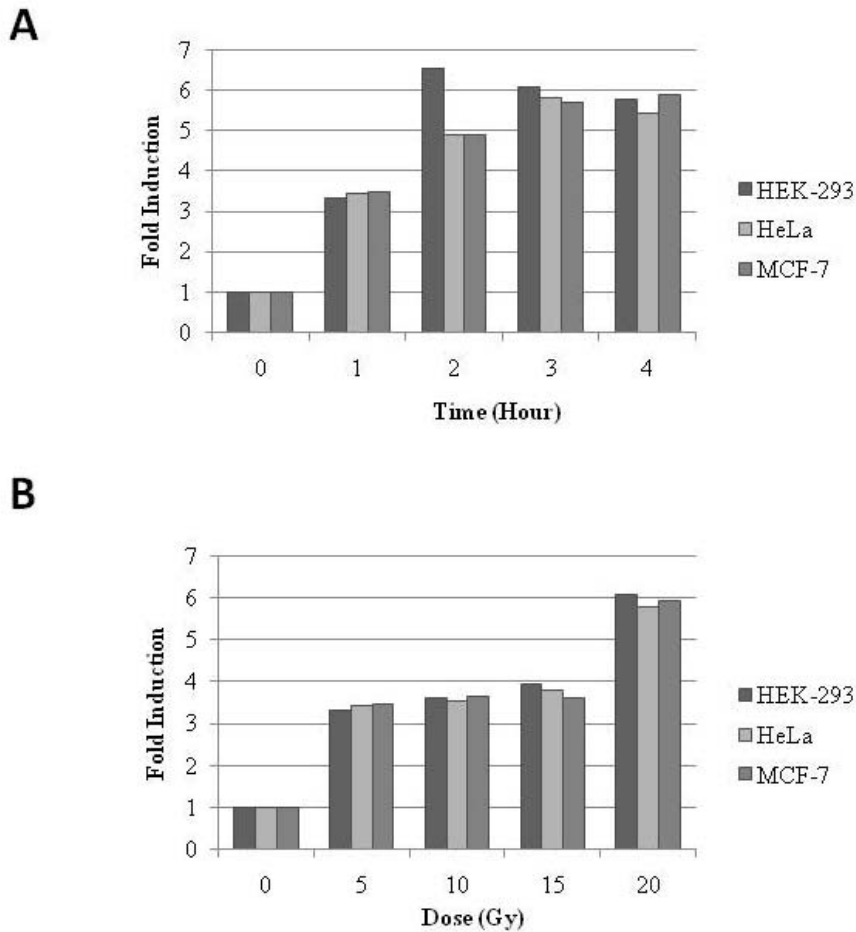 A
7
6
5
4
3
2
1
0
Fold Induction
0 1 2 3 4
Time (Hour)
HEK-293
HeLa
MCF-7
B
7
6
5
4
3
2
1
0
Fold Induction
0 5 10 15 20
Dose (Gy)
HEK-293
HeLa
MCF-7